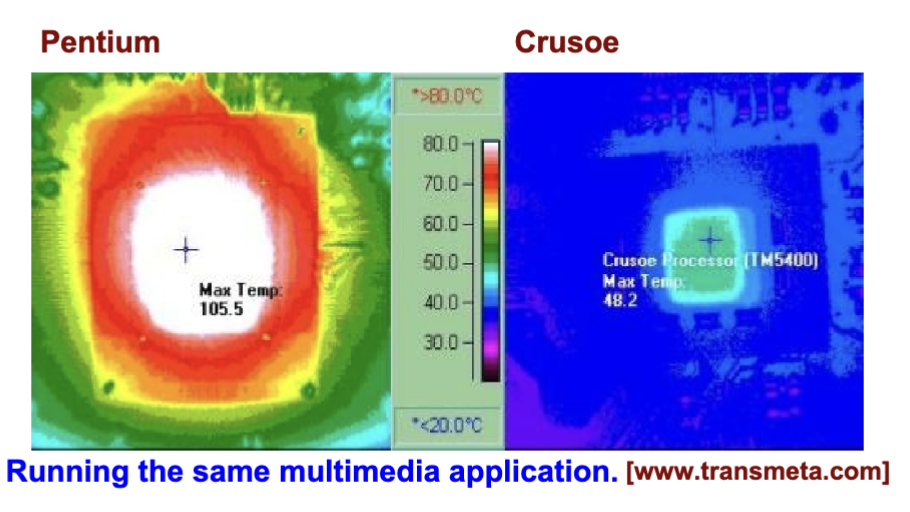 Pentium
Crusoe
*>80.0°C
80.0
70.0
60.0
50.0
40.0
30.0
*<20.0°C
Max Temp:
105.5
Crusoe Processor (TM5400)
Max Temp:
48.2
Running the same multimedia application. [www.transmeta.com]